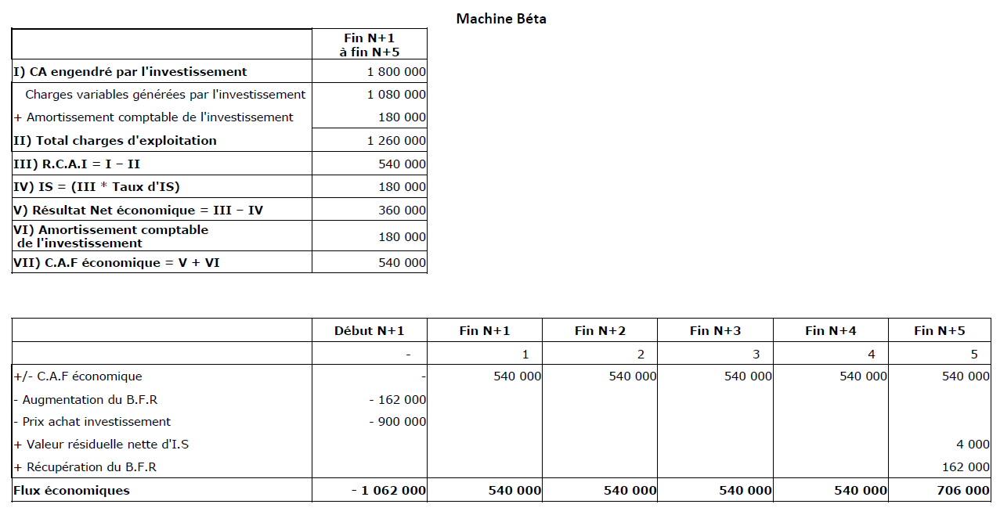 Machine Béta
Fin N+1
à fin N+5
I) CA engendré par l'investissement 1 800 000
Charges variables générées par l'investissement 1 080 000
+ Amortissement comptable de l'investissement 180 000
II) Total charges d'exploitation 1 260 000
III) R.C.A.I = I − II 540 000
IV) IS = (III * Taux d'IS) 180 000
V) Résultat Net économique = III − IV 360 000
VI) Amortissement comptable
de l'investissement 180 000
VII) C.A.F économique = V + VI 540 000
Début N+1 Fin N+1 Fin N+2 Fin N+3 Fin N+4 Fin N+5
- 1 2 3 4 5
+/- C.A.F économique - 540 000 540 000 540 000 540 000 540 000
- Augmentation du B.F.R - 162 000
- Prix achat investissement - 900 000
+ Valeur résiduelle nette d'I.S 4 000
+ Récupération du B.F.R 162 000
Flux économiques - 1 062 000 540 000 540 000 540 000 540 000 706 000